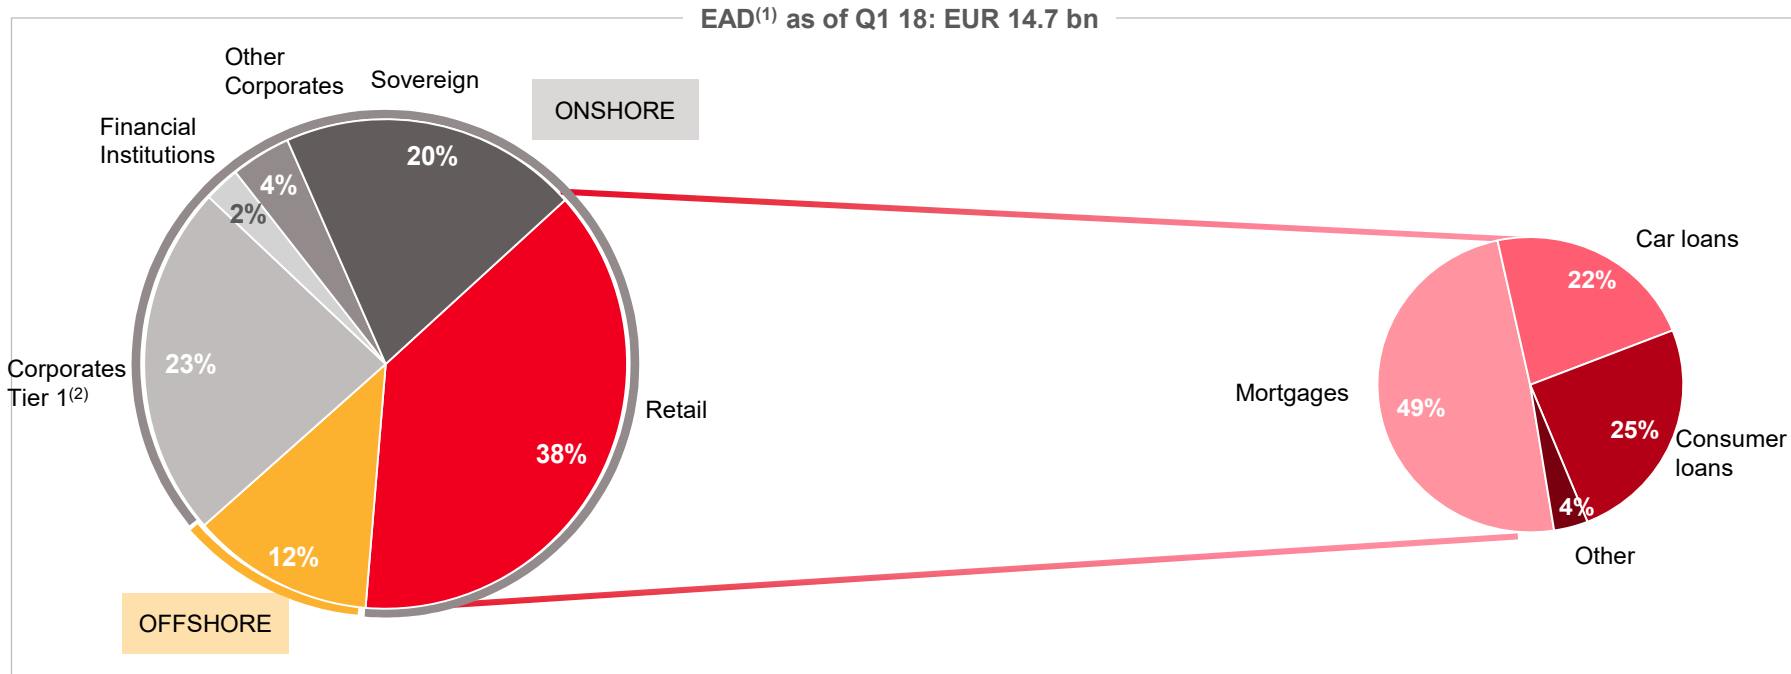 EAD(1) as of Q1 18: EUR 14.7 bn
Other
Corporates
Sovereign
ONSHORE
Financial
Institutions
20%
4%
2%
Corporates
Tier 1(2)
23%
Retail
38%
12%
OFFSHORE
Car loans
22%
Mortgages
49%
25%
Consumer
loans
4%
Other